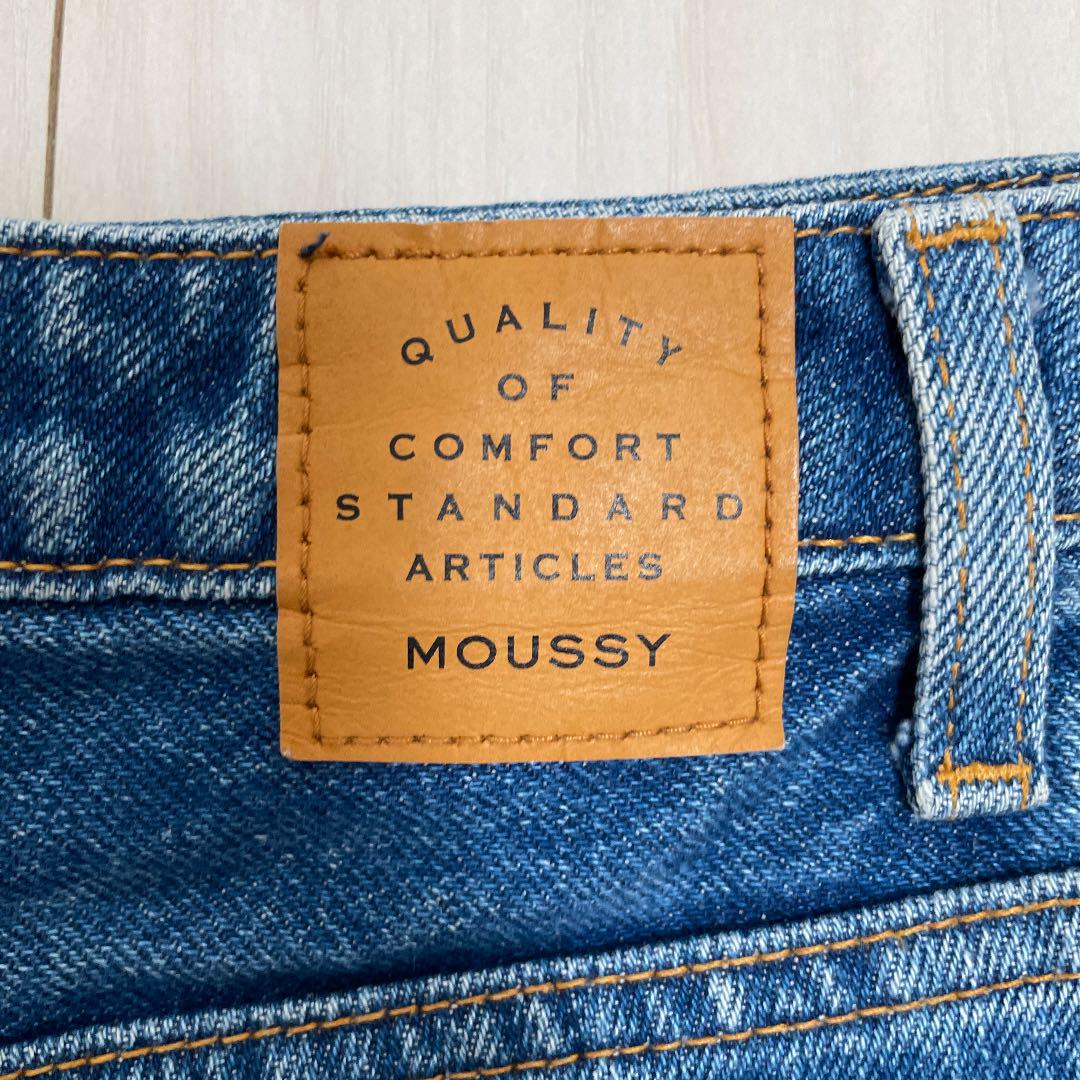 QUALITY
OF
COMFORT
STANDARD
ARTICLES
MOUSSY